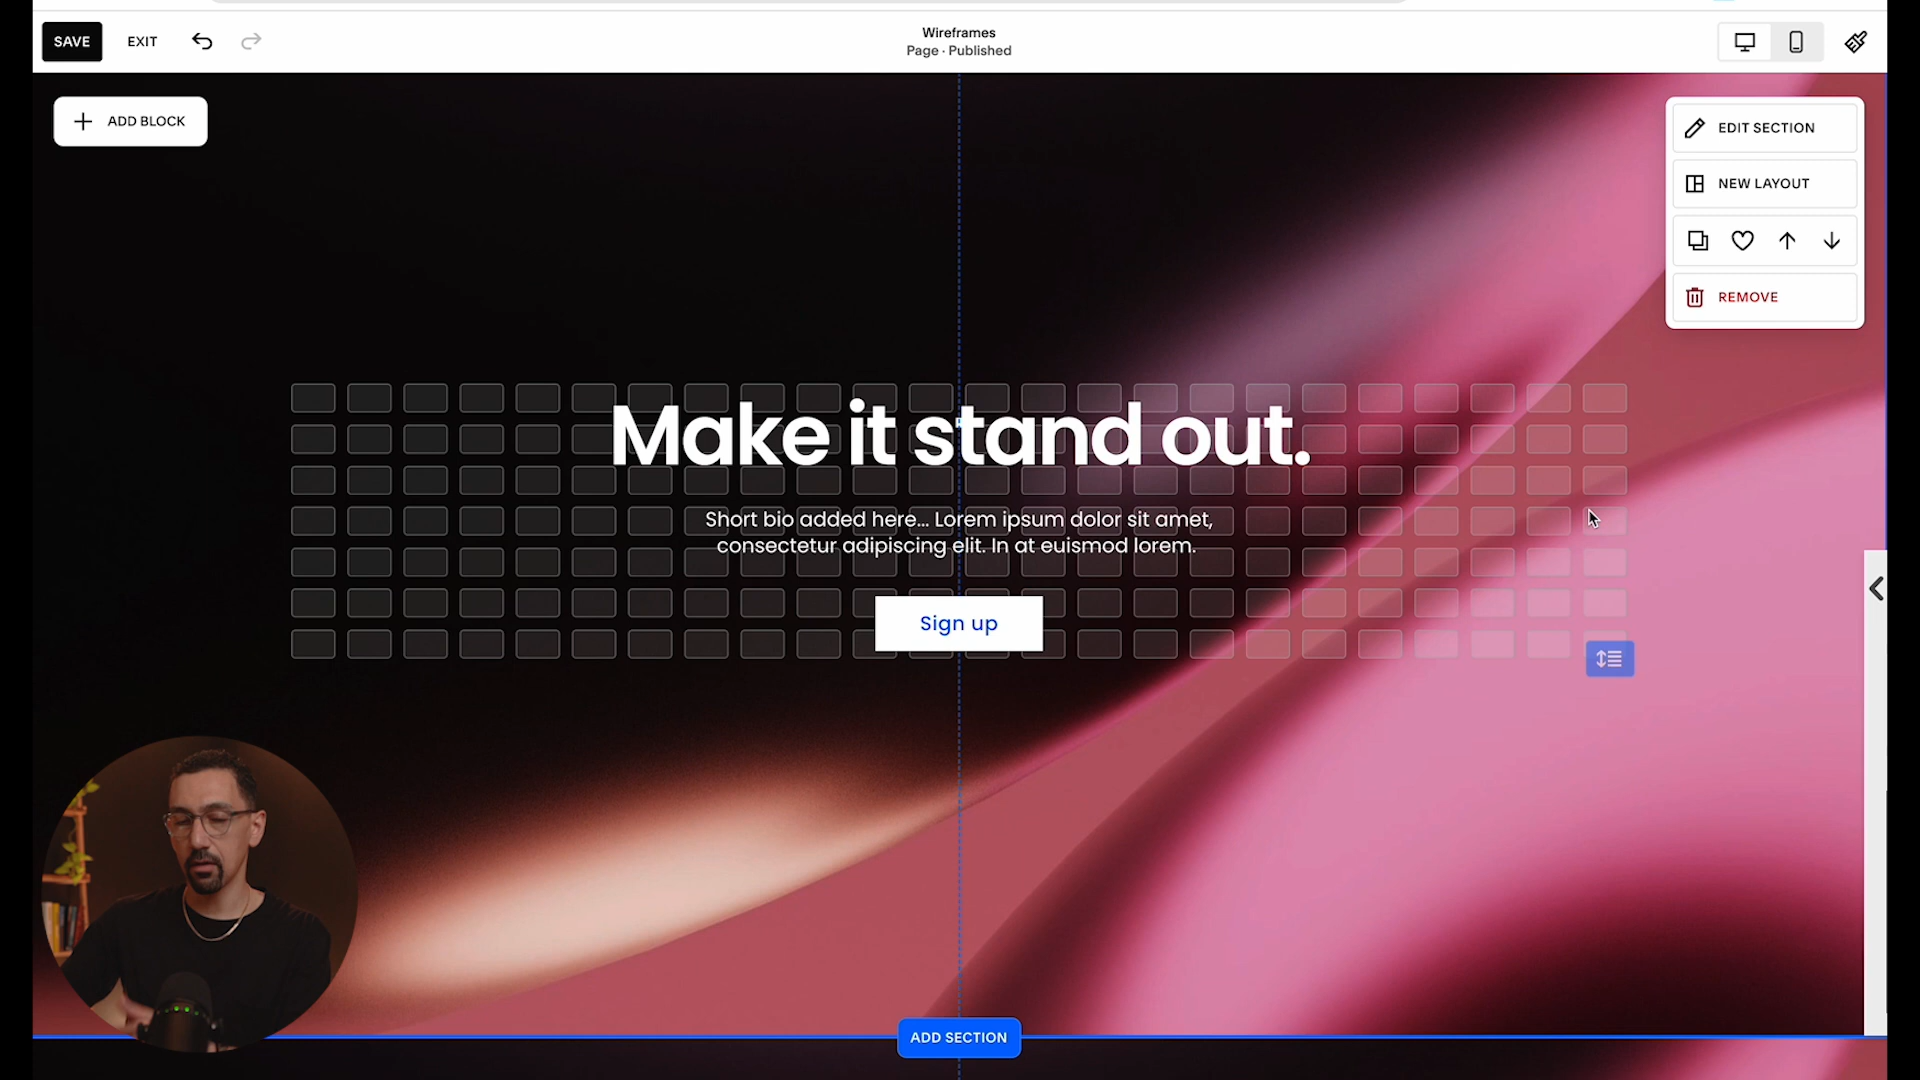 SAVE
EXIT
Wireframes
Page · Published
ADD BLOCK
EDIT SECTION
NEW LAYOUT
REMOVE
Make it stand out.
Short bio added here... Lorem ipsum dolor sit amet,
consectetur adipiscing elit. In at euismod lorem.
Sign up
ADD SECTION